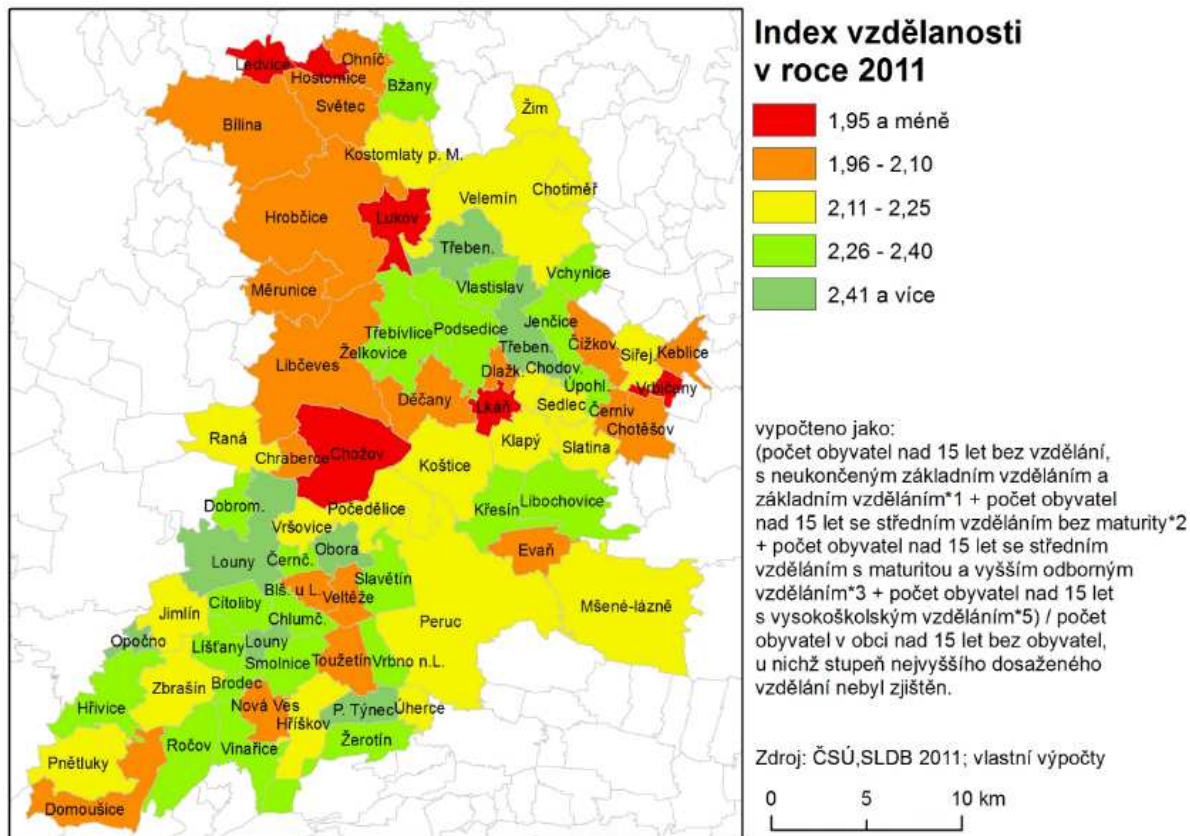 Index vzdělanosti
v roce 2011
1,95 a méně
1,96 - 2,10
2,11 - 2,25
2,26 - 2,40
2,41 a více
vypočteno jako:
(počet obyvatel nad 15 let bez vzdělání,
s neukončeným základním vzděláním a
základním vzděláním*1 + počet obyvatel
nad 15 let se středním vzděláním bez maturity*2
+ počet obyvatel nad 15 let se středním
vzděláním s maturitou a vyšším odborným
vzděláním*3 + počet obyvatel nad 15 let
s vysokoškolským vzděláním*5) / počet
obyvatel v obci nad 15 let bez obyvatel,
u nichž stupeň nejvyššího dosaženého
vzdělání nebyl zjištěn.
Zdroj: ČSÚ,SLDB 2011; vlastní výpočty
0 5 10 km
Ledvice
Ohníč
Hostomice
Bžany
Světec
Žim
Bílina
Kostomlaty p. M.
Chotiměř
Velemín
Hrobčice
Lukov
Třeben.
Vchynice
Vlastislav
Měrunice
Jenčice
Třebívlice
Podsedice
Čížkov
Třeben.
Siřej.
Keblice
Želkovice
Libčeves
Chodov.
Dlažk.
Vrbičany
Úpohl.
Děčany
Lkáň
Sedlec
Černiv
Chotěšov
Raná
Klapý
Slatina
Chraberce
Chožov
Koštice
Dobrom.
Počedělice
Křesín
Libochovice
Vršovice
Obora
Evaň
Louny
Černč.
Slavětín
Blš. u L.
Veltěže
Cítoliby
Jimlín
Chlumč.
Peruc
Mšené-lázně
Opočno
Líšťany
Louny
Smolnice
Toužetín
Vrbno n.L.
Zbrašín
Brodec
Hřivice
Nová Ves
P. Týnec
Úherce
Hříškov
Ročov
Vinařice
Žerotín
Pnětluky
Domoušice